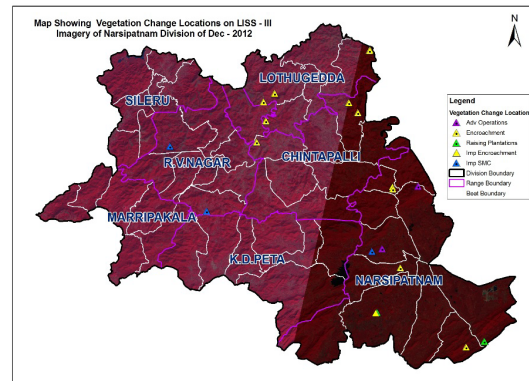 Map Showing Vegetation Change Locations on LISS - III
Imagery of Narsipatnam Division of Dec - 2012
LOTHUGEDDA
SILERU
R.V.NAGAR
CHINTAPALLI
MARRIPAKALA
K.D.PETA
NARSIPATNAM
Legend
Vegetation Change Location
Adv Operations
Encroachment
Raising Plantations
Imp Encroachment
Imp SMC
Division Boundary
Range Boundary
Beat Boundary